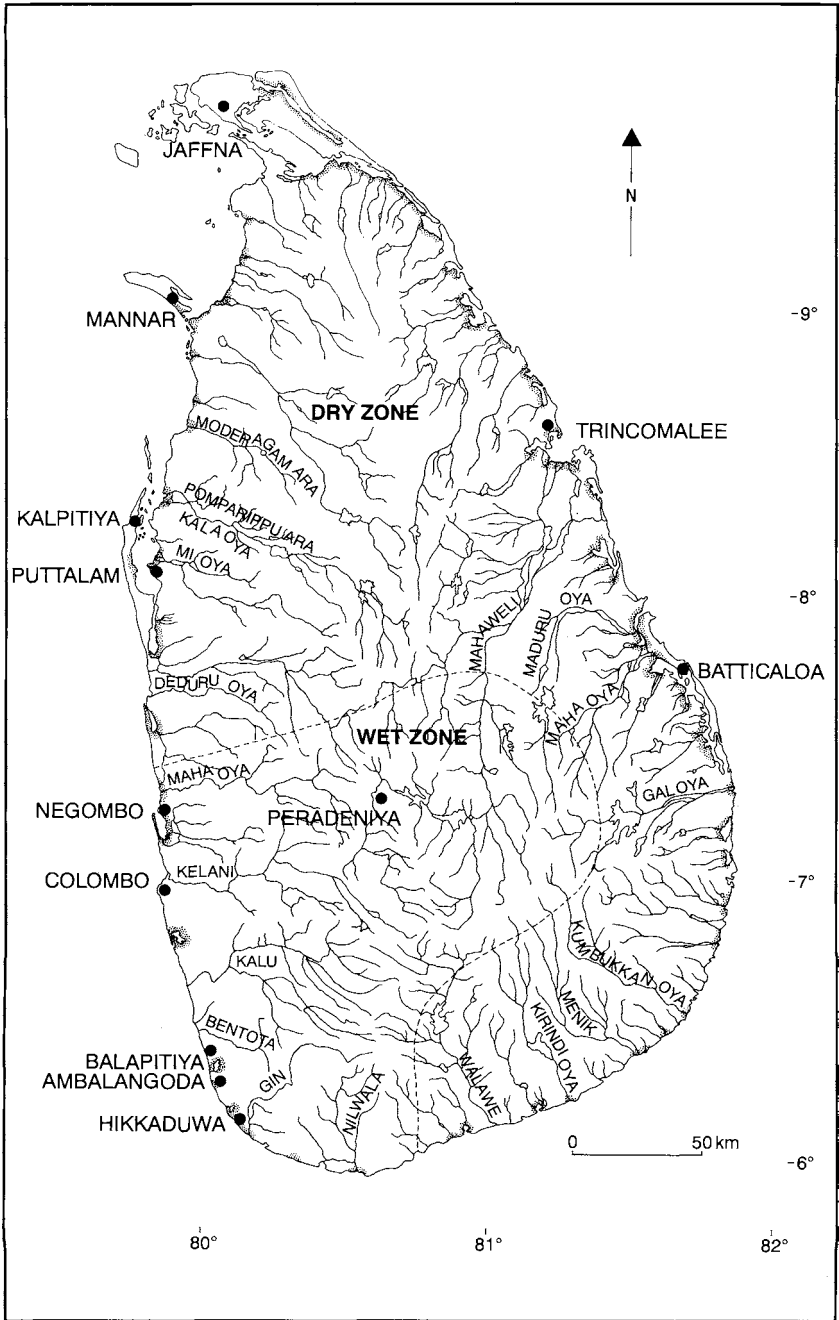 JAFFNA
N
MANNAR
-9°
DRY ZONE
TRINCOMALEE
MODERAGAM ARA
KALPITIYA
POMPARIPPU ARA
KALA OYA
PUTTALAM
MI OYA
-8°
MAHAWELI
MADURU OYA
BATTICALOA
DEDURU OYA
MAHA OYA
WET ZONE
MAHA OYA
GAL OYA
NEGOMBO
PERADENIYA
COLOMBO
KELANI
-7°
KALU
KUMBUKKAN OYA
MENIK
KIRINDI OYA
BENTOTA
BALAPITIYA
AMBALANGODA
GIN
WALAWE
NILWALA
HIKKADUWA
0 50 km
-6°
80° 81° 82°